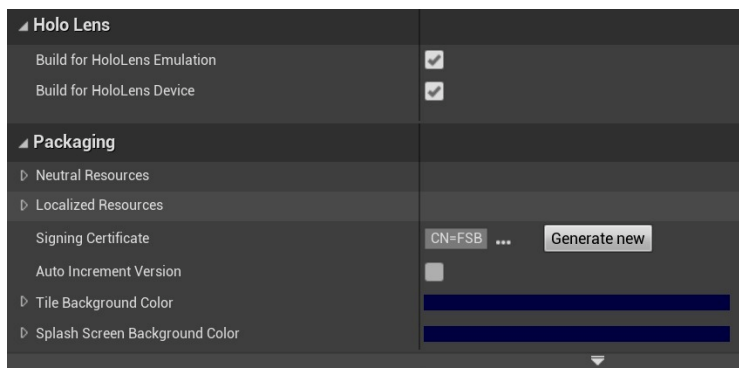 Holo Lens
Build for HoloLens Emulation
Build for HoloLens Device
Packaging
Neutral Resources
Localized Resources
Signing Certificate CN=FSB ... Generate new
Auto Increment Version
Tile Background Color
Splash Screen Background Color